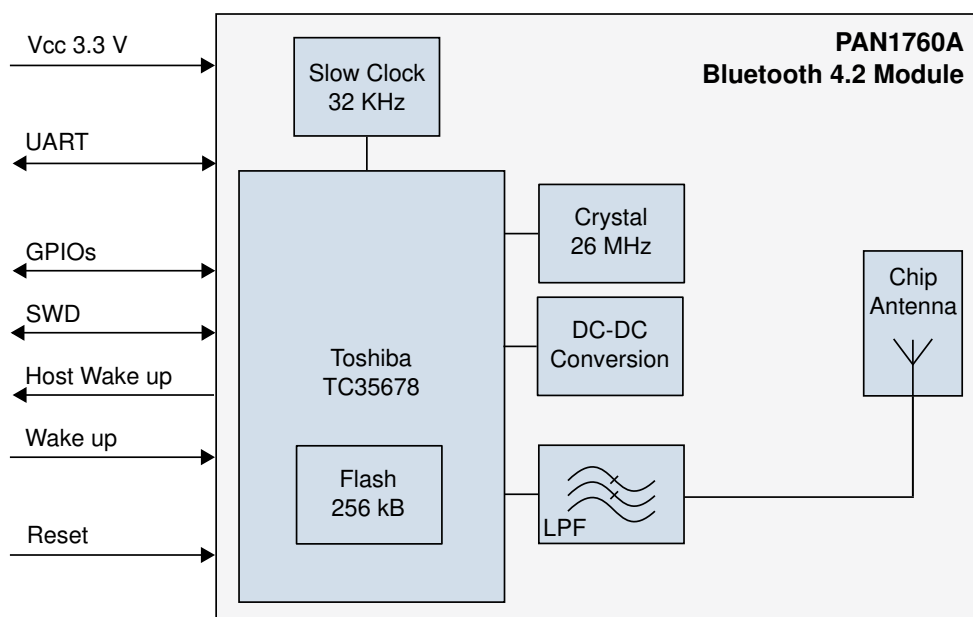 Vcc 3.3 V
UART
GPIOs
SWD
Host Wake up
Wake up
Reset
PAN1760A
Bluetooth 4.2 Module
Slow Clock
32 KHz
Crystal
26 MHz
DC-DC
Conversion
Toshiba
TC35678
Flash
256 kB
LPF
Chip
Antenna